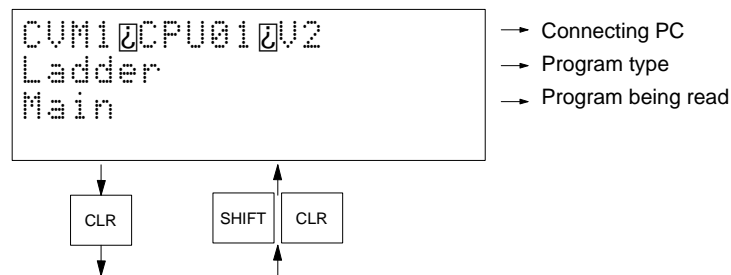 CVM1¿CPU01¿V2
Ladder
Main
Connecting PC
Program type
Program being read
CLR
SHIFT CLR